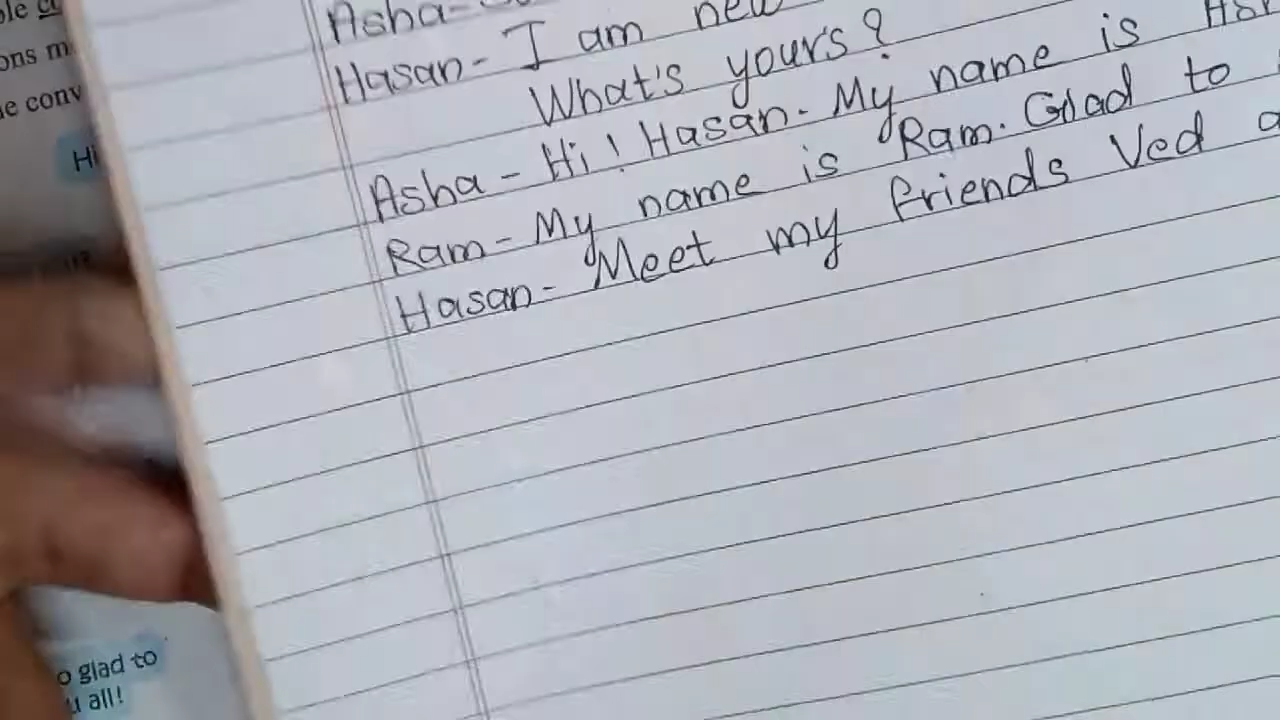 ons m
e conv
Hi
Asha-
Hasan- I am new
What's yours?
Asha - Hi! Hasan- My name is
Ram- My name is Ram. Glad to
Hasan- Meet my friends Ved
o glad to
u all!